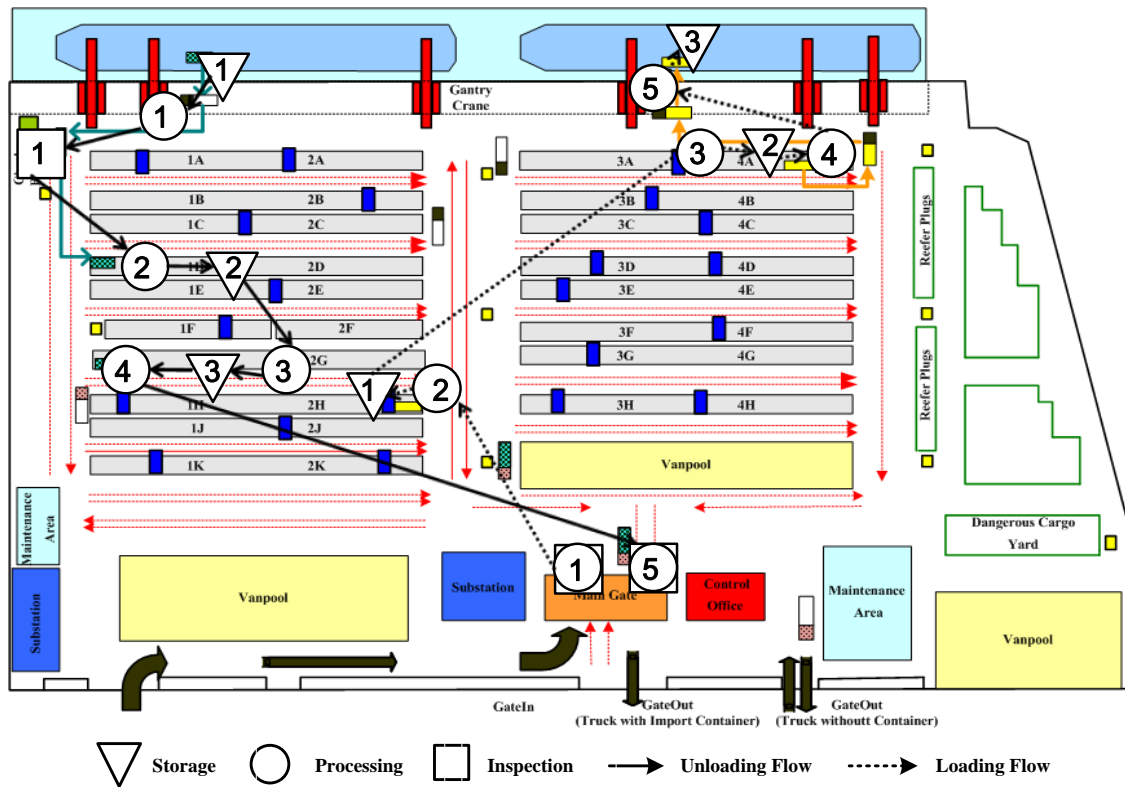 3
1
5
Gantry
Crane
1
1
3
2
4
1A
2A
3A
4A
1B
2B
3B
4B
1C
2C
3C
4C
Reefer Plugs
2
2
2D
3D
4D
1E
2E
3E
4E
1F
2F
3F
4F
4
3
3
2G
3G
4G
1
2
Reefer Plugs
1H
2H
3H
4H
1J
2J
1K
2K
Vanpool
Maintenance
Area
Dangerous Cargo
Yard
1
5
Substation
Vanpool
Substation
Main Gate
Control
Office
Maintenance
Area
Vanpool
GateIn
GateOut
(Truck with Import Container)
GateOut
(Truck withoutt Container)
Storage
Processing
Inspection
Unloading Flow
Loading Flow